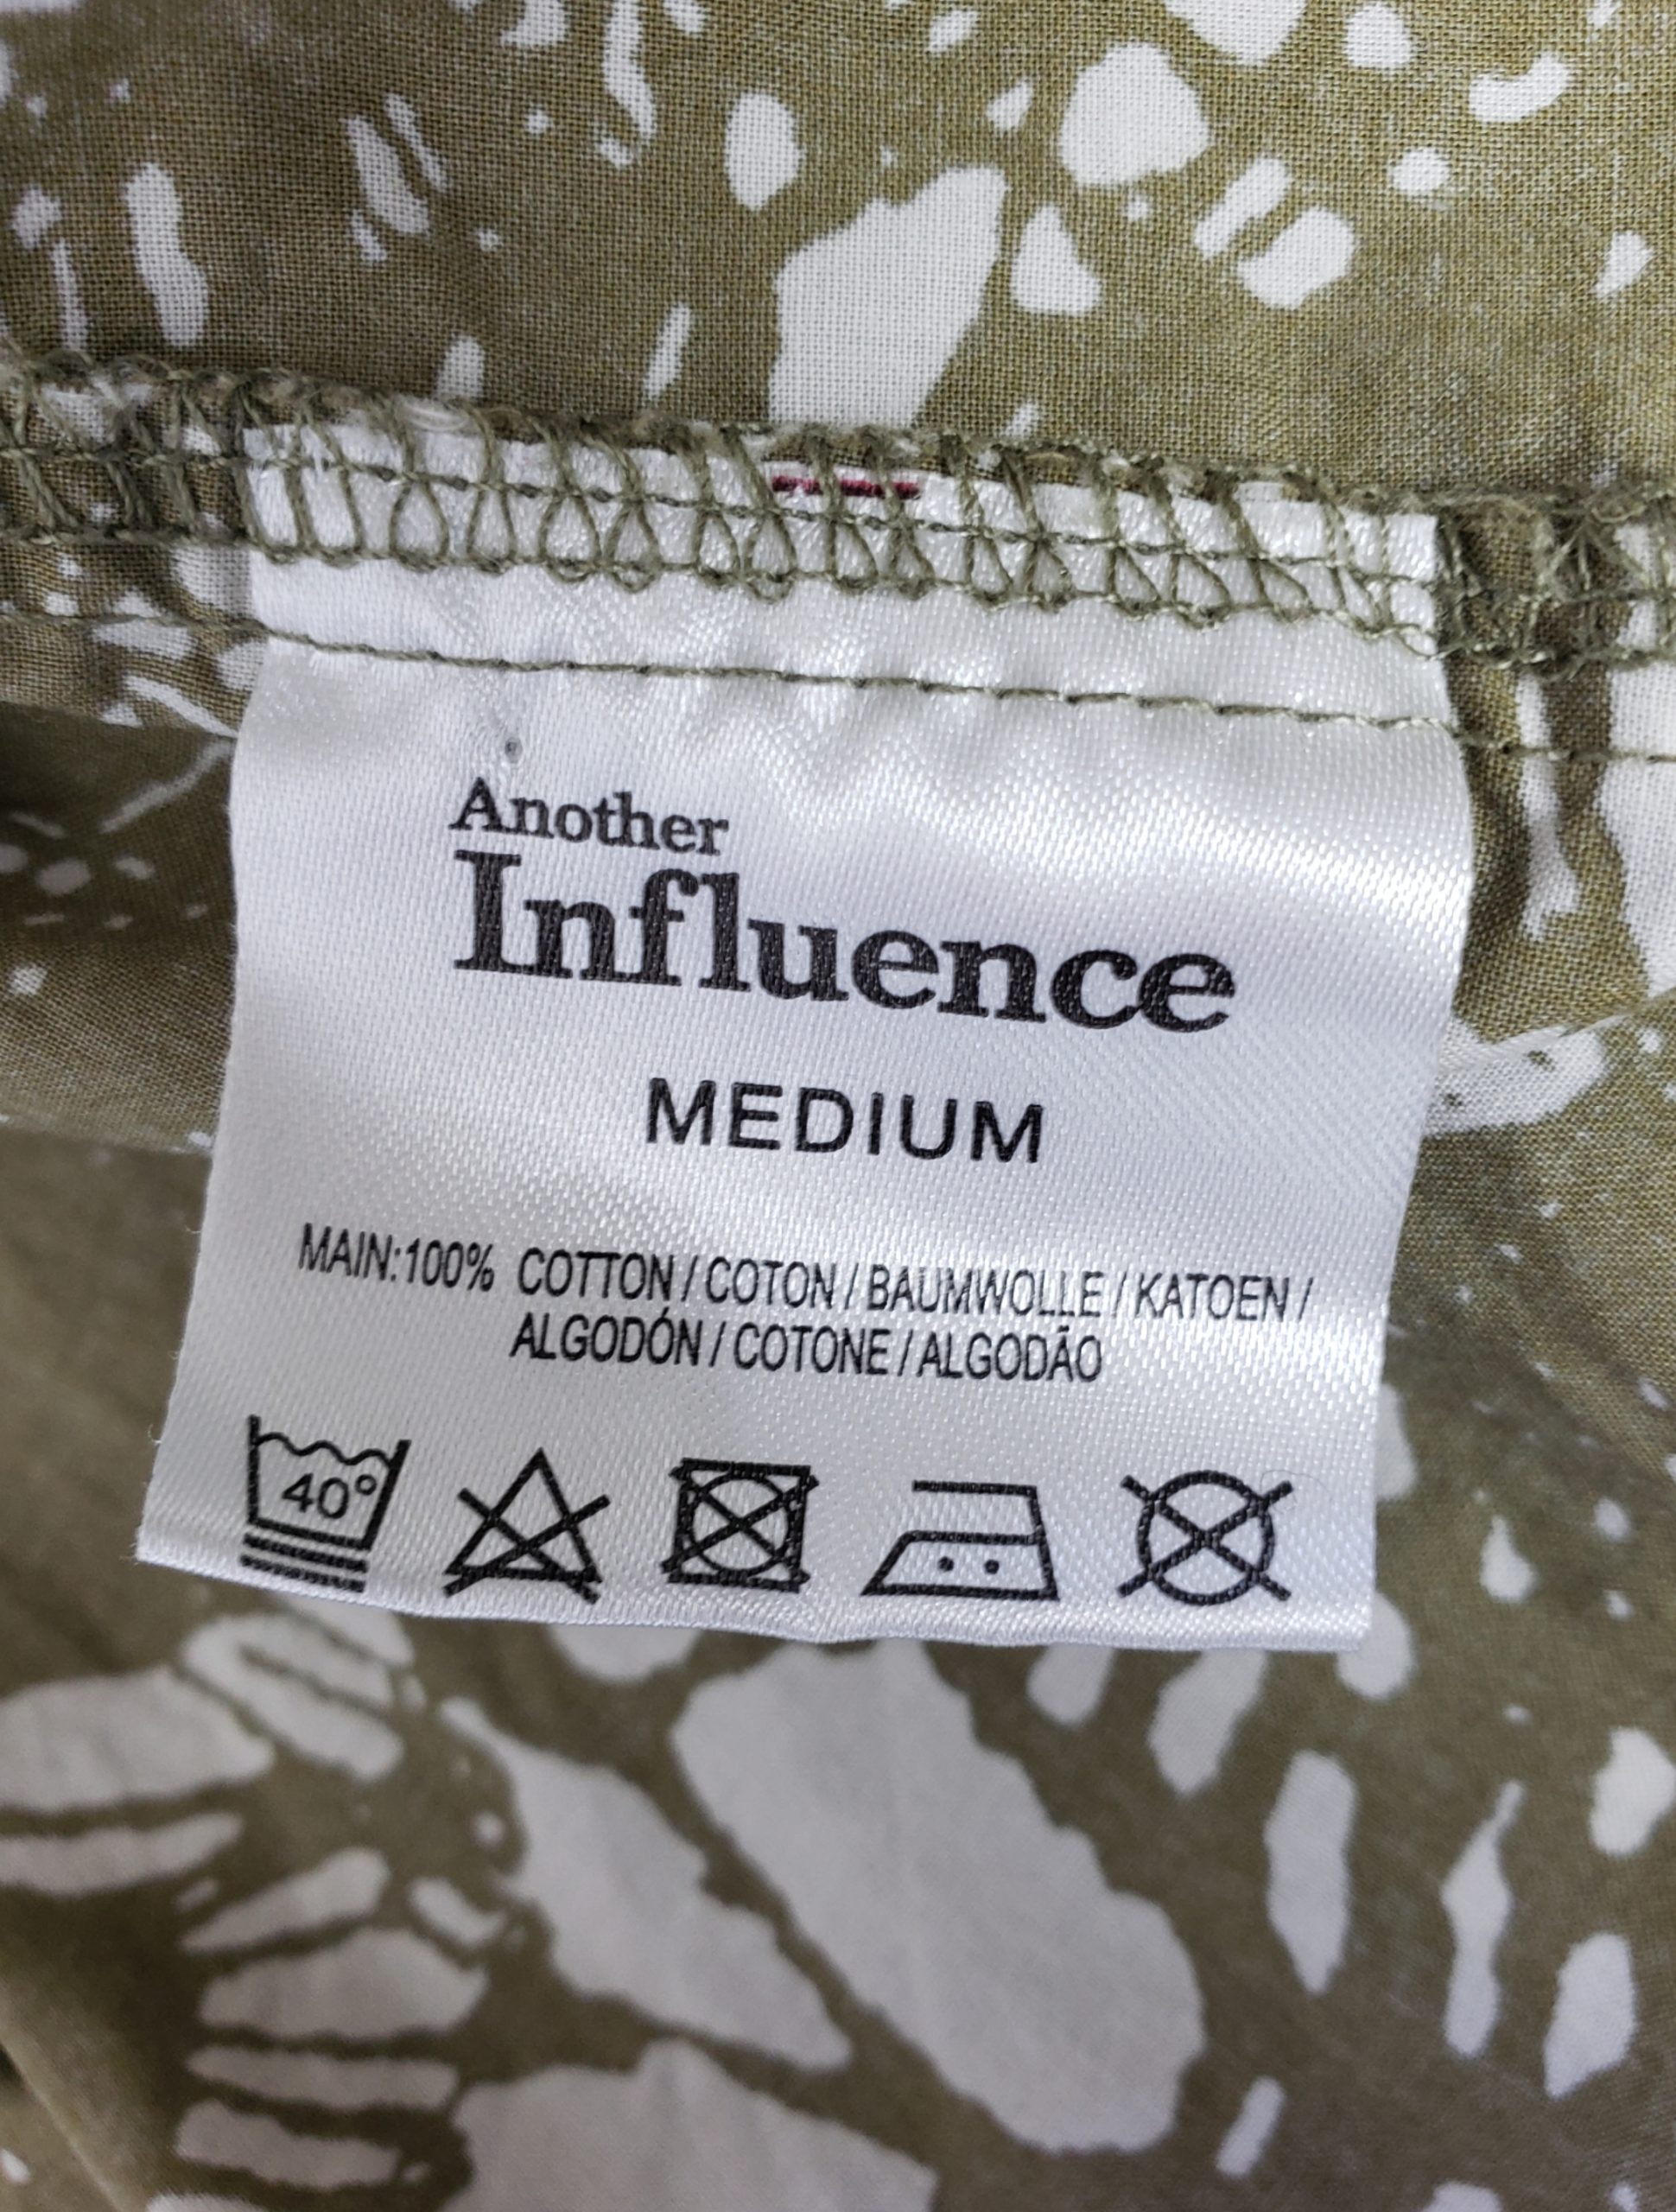 Another
Influence
MEDIUM
MAIN:100% COTTON / COTON / BAUMWOLLE / KATOEN /
ALGODÓN / COTONE / ALGODÃO
40°